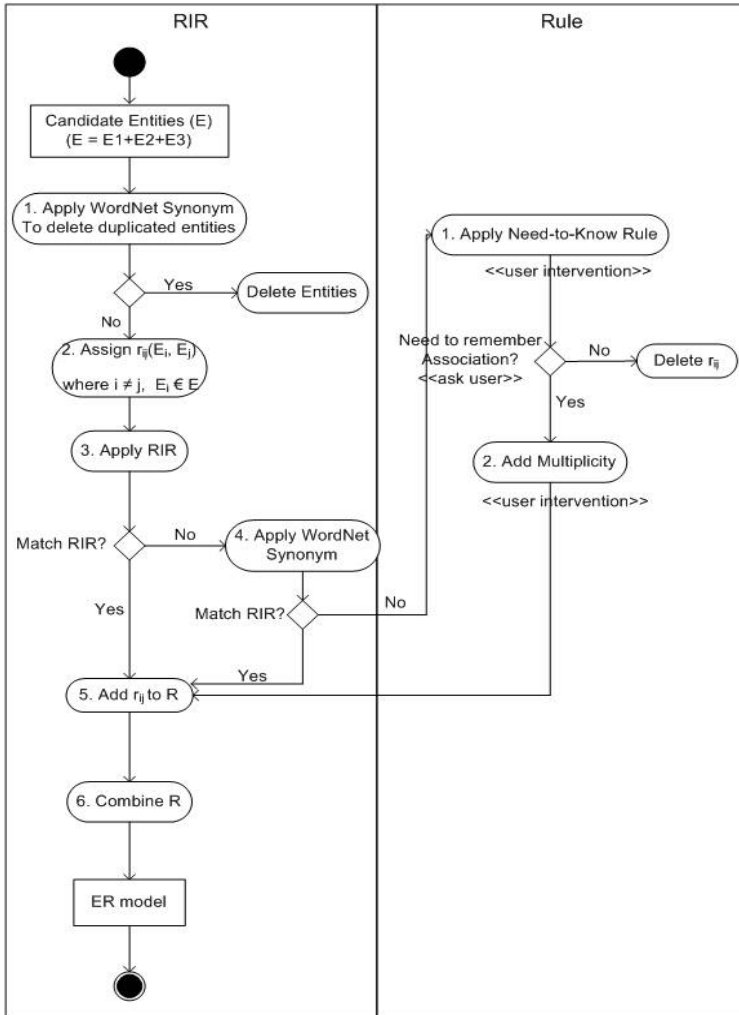 RIR
Rule
Candidate Entities (E)
(E = E1+E2+E3)
1. Apply WordNet Synonym
To delete duplicated entities
Yes
Delete Entities
No
2. Assign rij(Ei, Ej)
where i ≠ j, Ei € E
3. Apply RIR
Match RIR?
No
4. Apply WordNet
Synonym
Yes
Match RIR?
No
Yes
5. Add rij to R
6. Combine R
ER model
1. Apply Need-to-Know Rule
<<user intervention>>
Need to remember
Association?
<<ask user>>
No
Delete rij
Yes
2. Add Multiplicity
<<user intervention>>